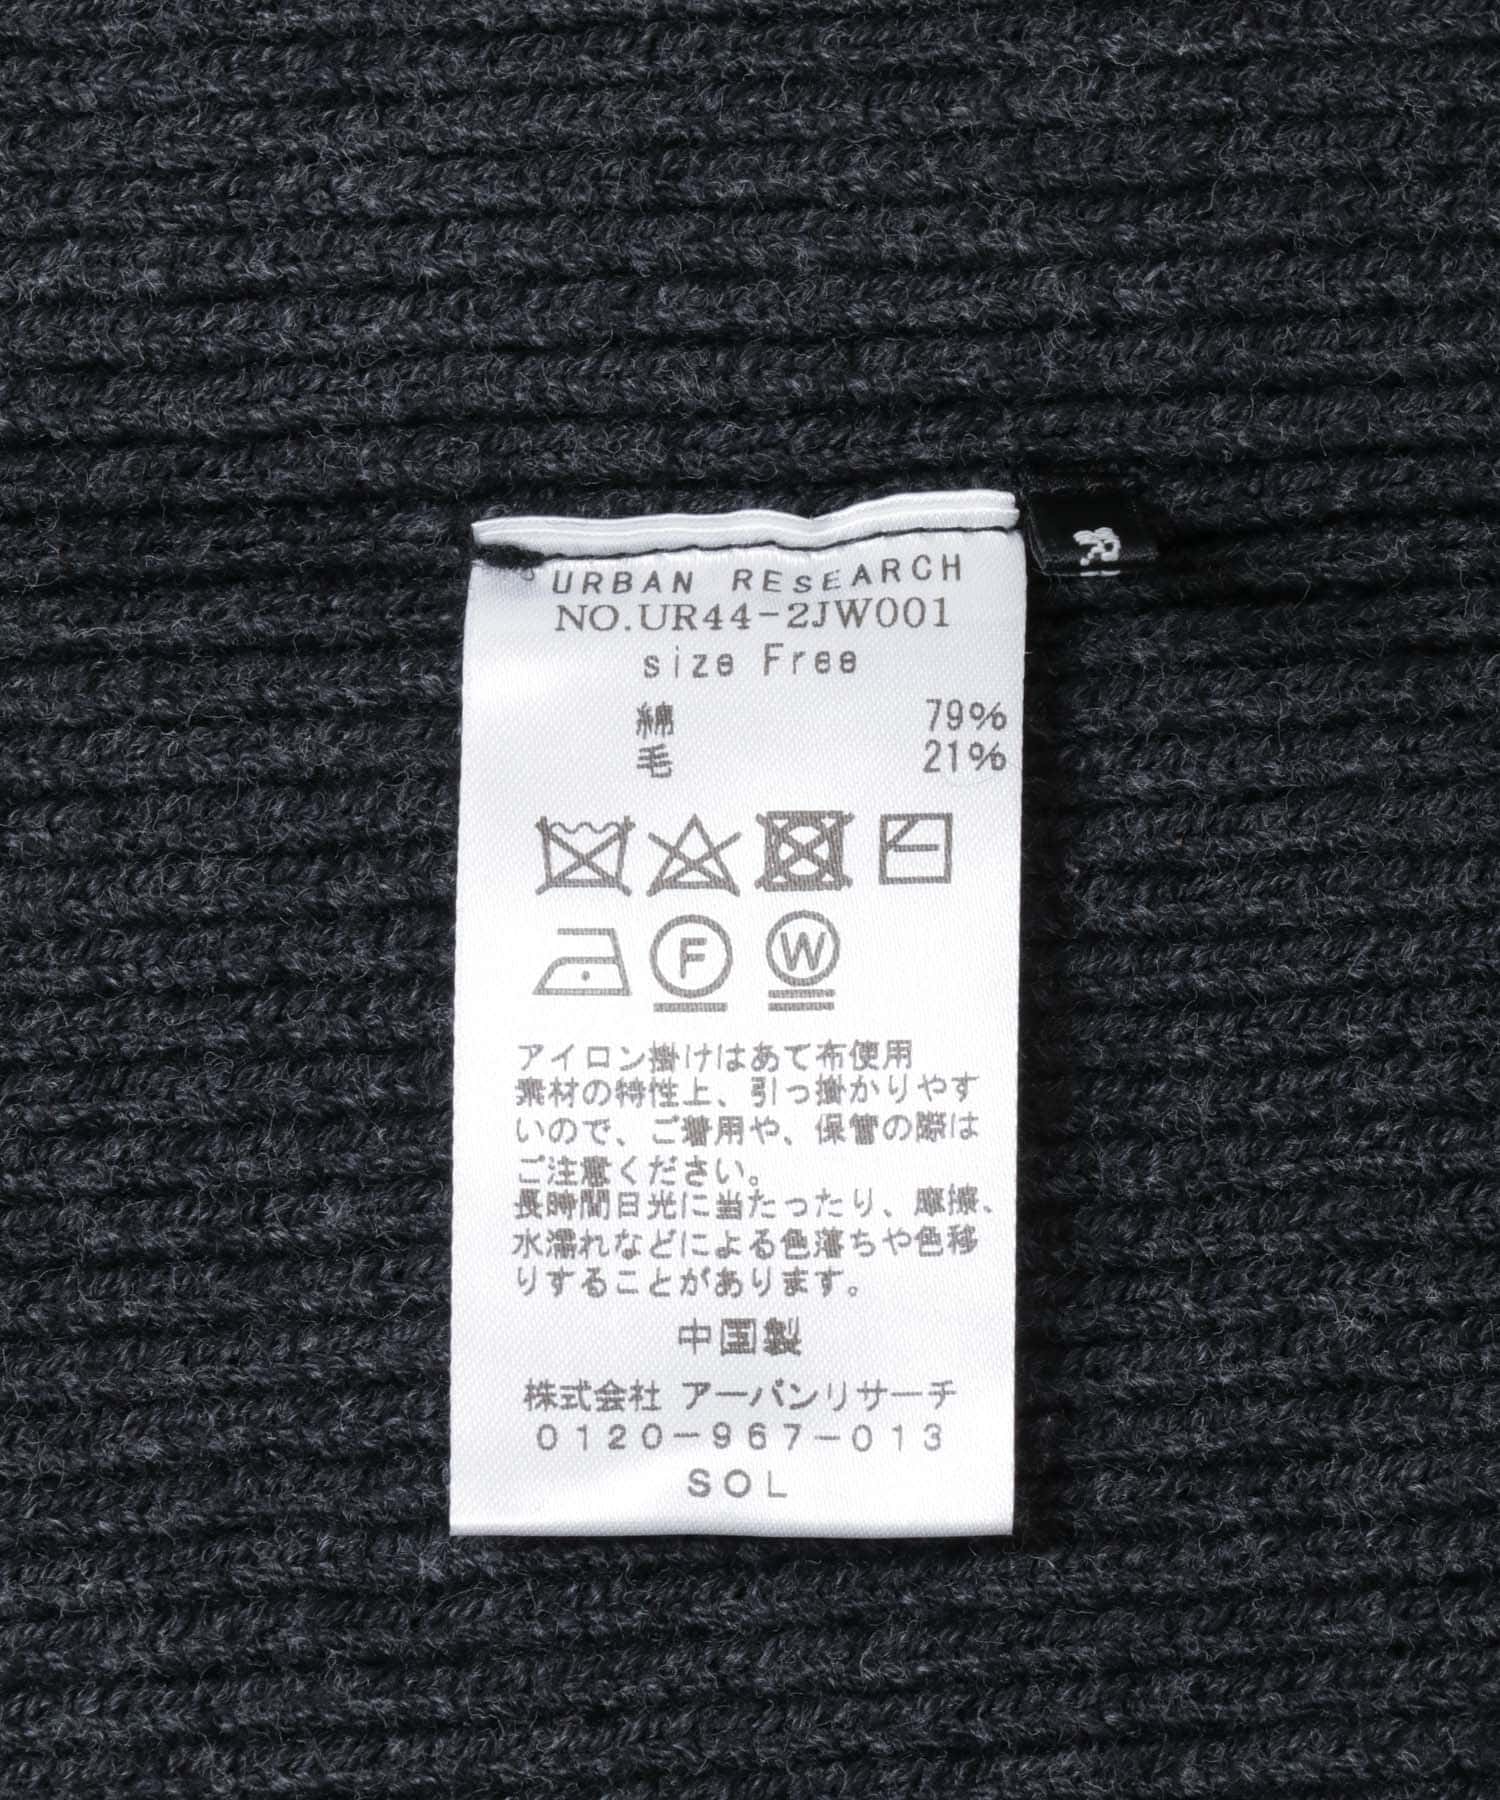 URBAN RESEARCH
NO.UR44-2JW001
size Free
綿 79%
毛 21%
F W
アイロン掛けはあて布使用
素材の特性上、引っ掛かりやす
いので、ご着用や、保管の際は
ご注意ください。
長時間日光に当たったり、摩擦、
水濡れなどによる色落ちや色移
りすることがあります。
中国製
株式会社 アーバンリサーチ
0120-967-013
SOL